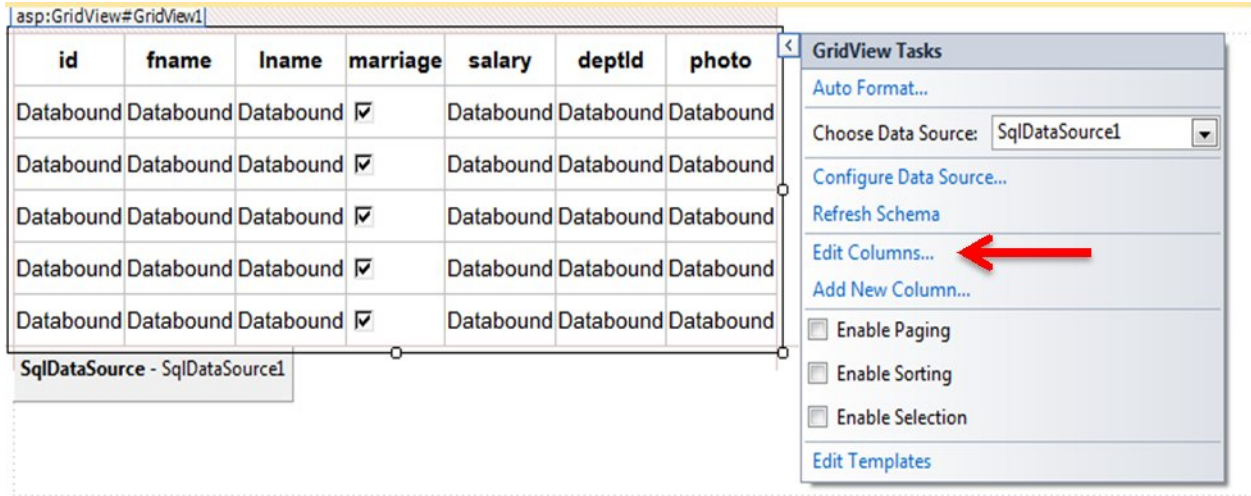 asp:GridView#GridView1
id fname lname marriage salary deptId photo
Databound Databound Databound Databound Databound Databound
Databound Databound Databound Databound Databound Databound
Databound Databound Databound Databound Databound Databound
Databound Databound Databound Databound Databound Databound
Databound Databound Databound Databound Databound Databound
SqlDataSource - SqlDataSource1
GridView Tasks
Auto Format...
Choose Data Source: SqlDataSource1
Configure Data Source...
Refresh Schema
Edit Columns...
Add New Column...
Enable Paging
Enable Sorting
Enable Selection
Edit Templates